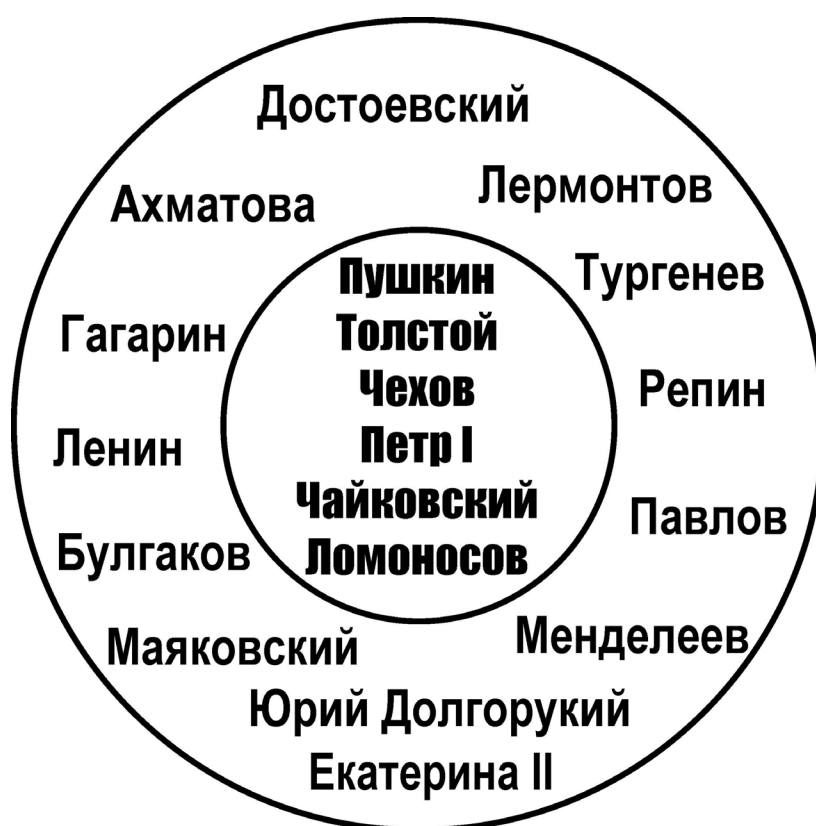 Достоевский
Лермонтов
Ахматова
Тургенев
Пушкин
Толстой
Гагарин
Чехов
Репин
Петр I
Ленин
Чайковский
Павлов
Ломоносов
Булгаков
Менделеев
Маяковский
Юрий Долгорукий
Екатерина II